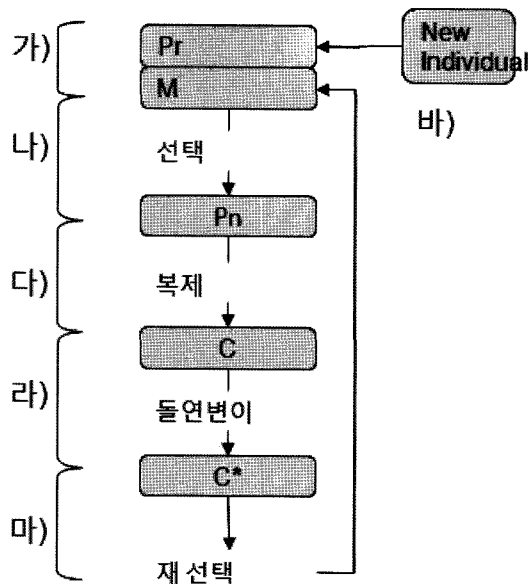 가)
Pr
New
Individual
M
바)
나)
선택
Pn
다)
복제
C
라)
돌연변이
C*
마)
재선택